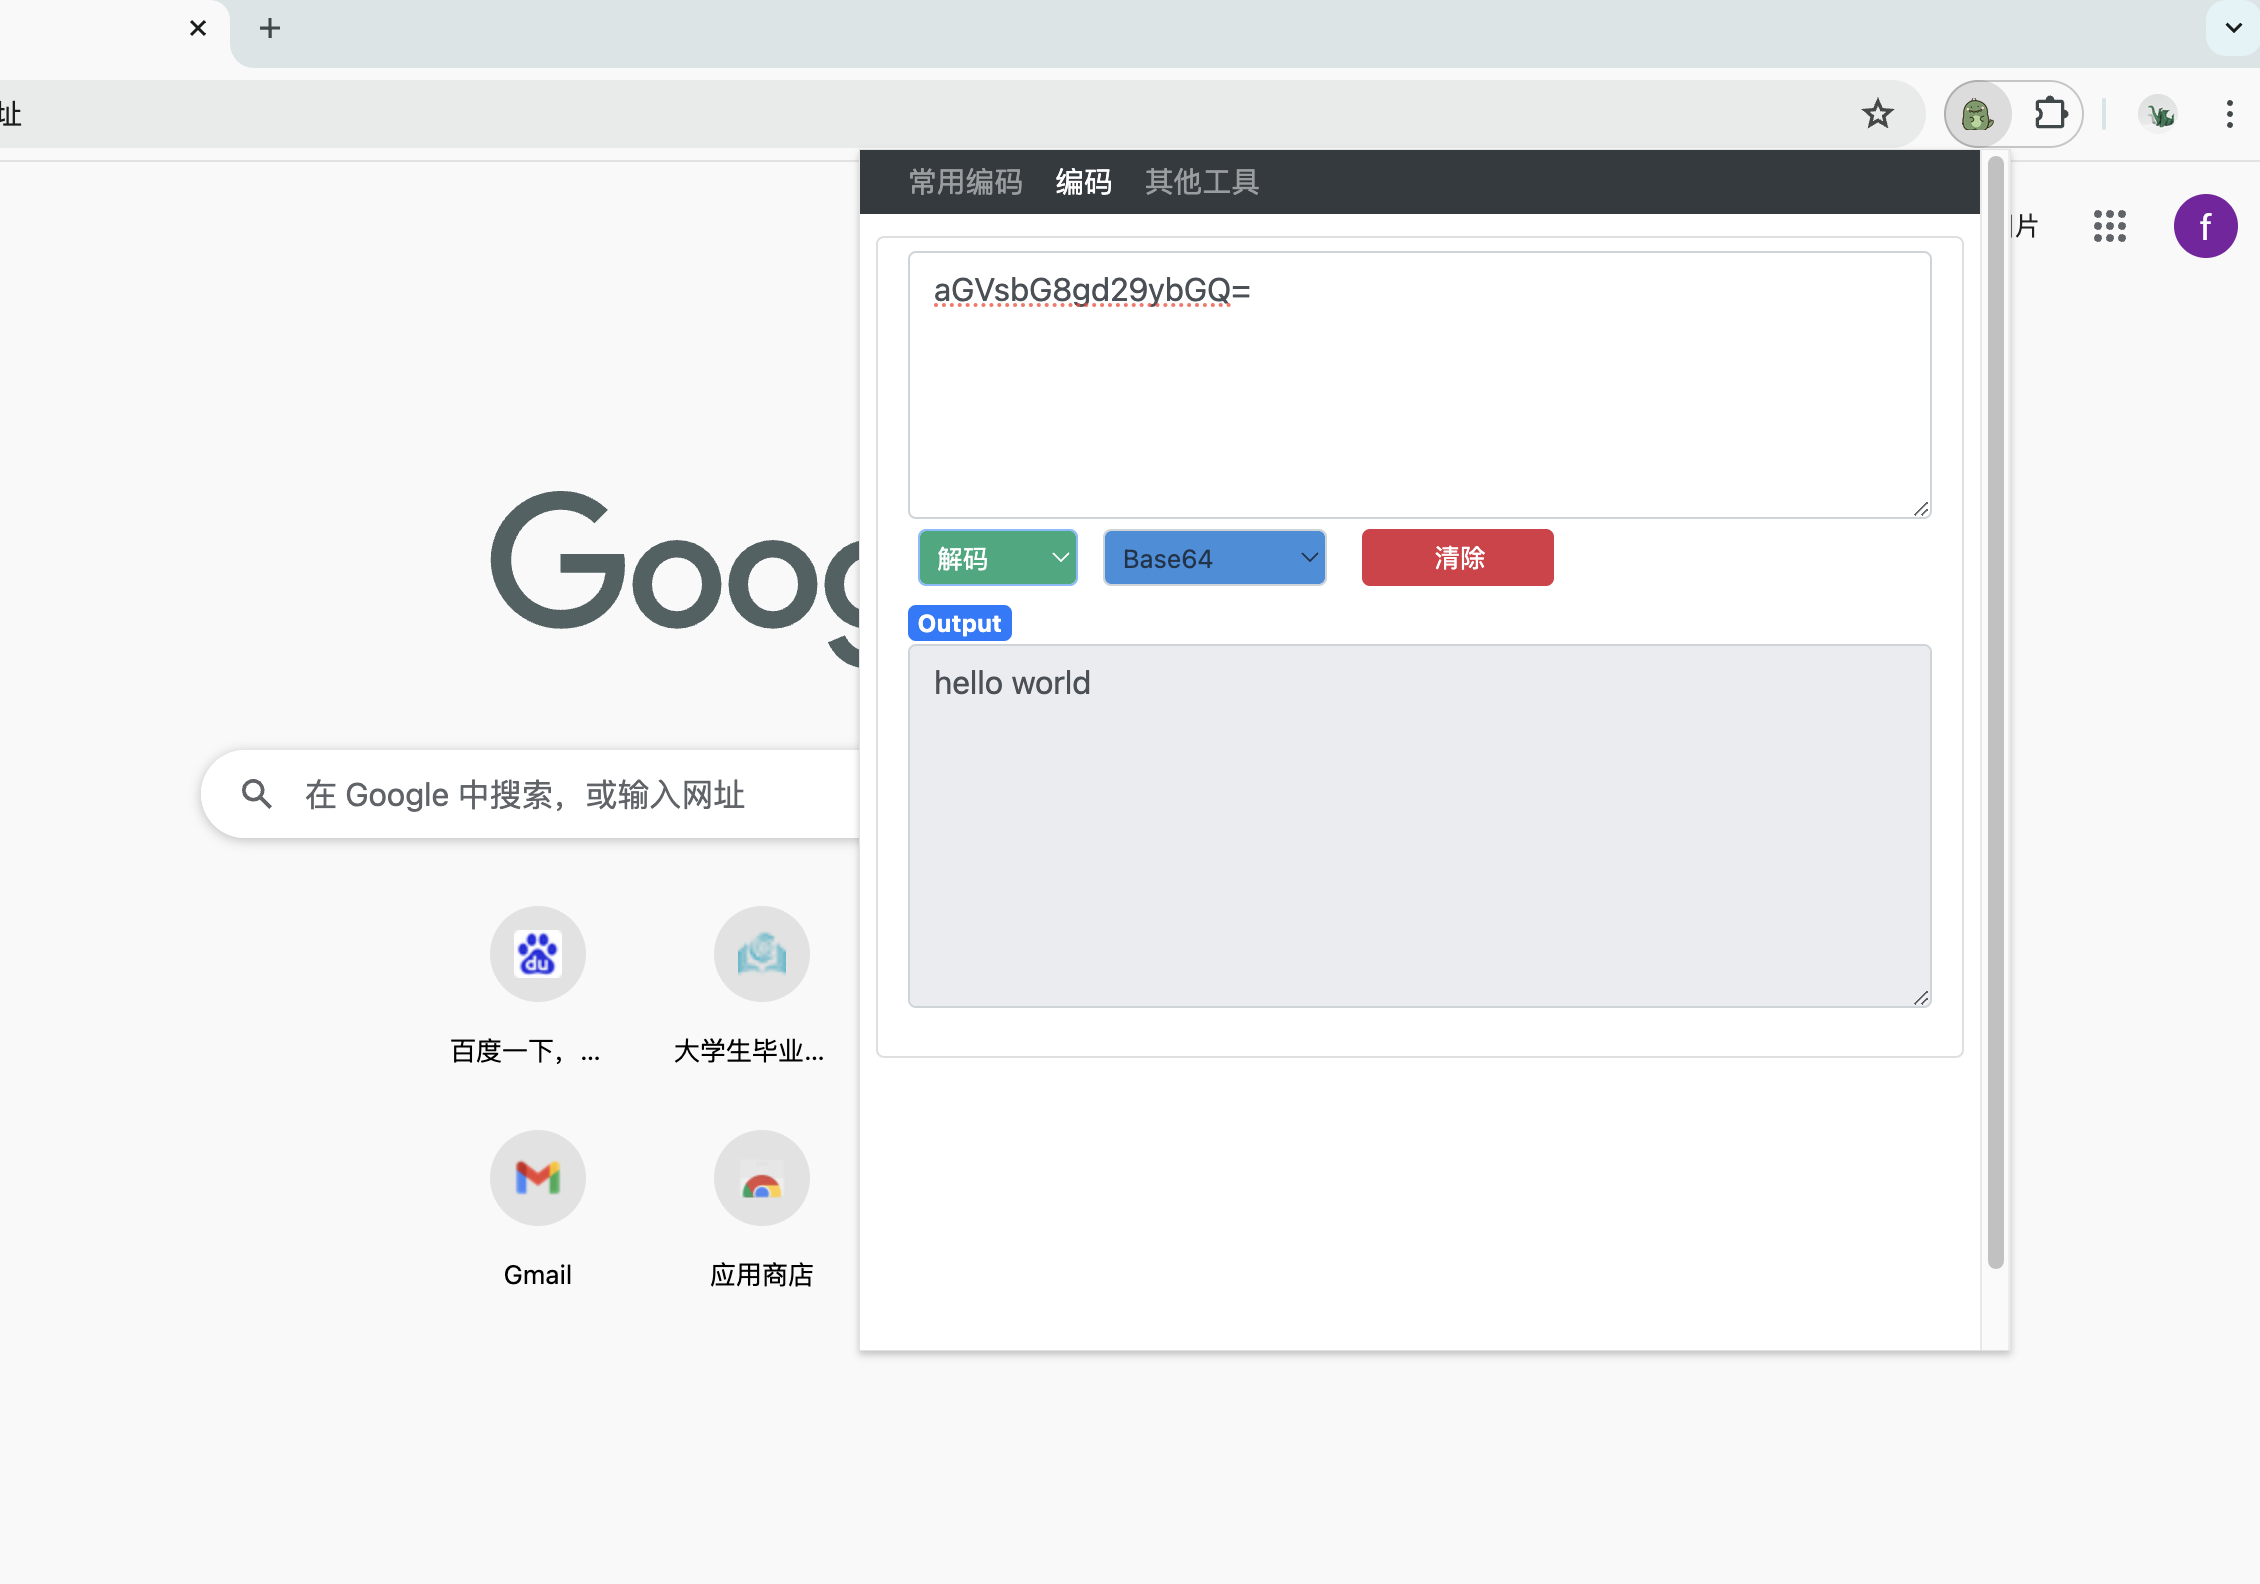 址
常用编码 编码 其他工具
片
f
aGVsbG8gd29ybGQ=
解码 Base64 清除
Output
hello world
Goog
在 Google 中搜索，或输入网址
du
百度一下，... 大学生毕业...
Gmail 应用商店